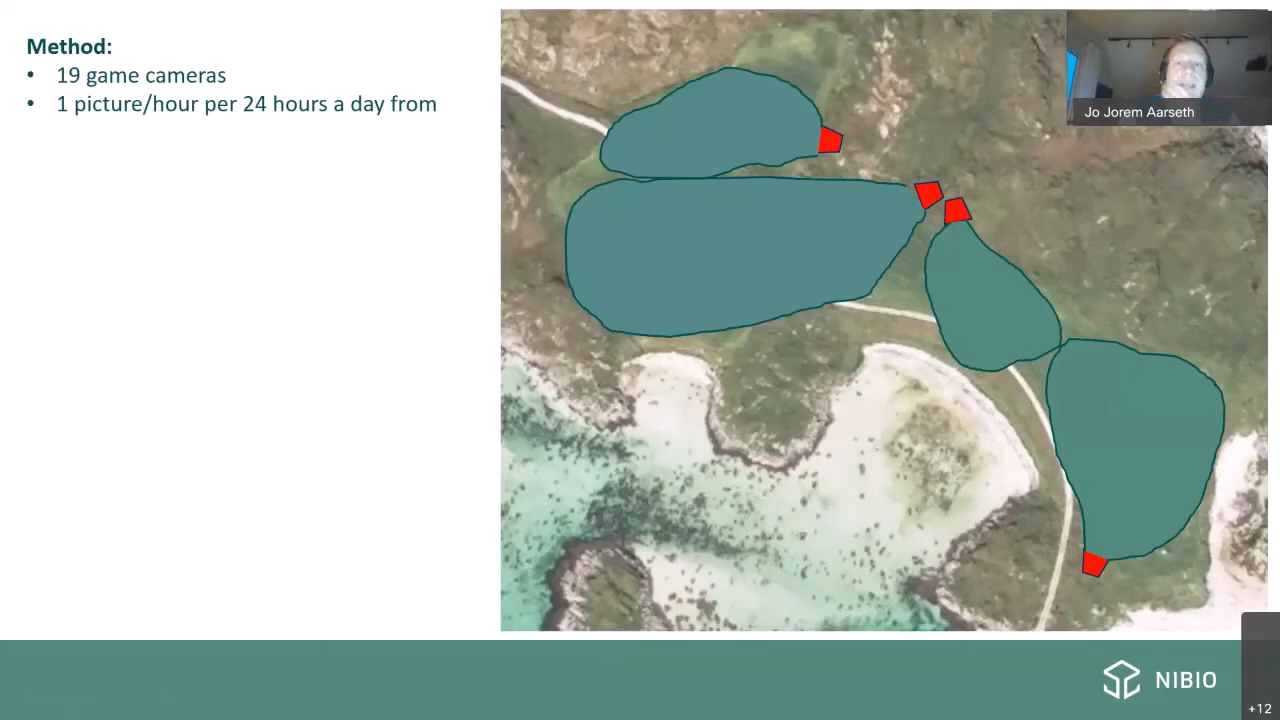 Method:
• 19 game cameras
• 1 picture/hour per 24 hours a day from
Jo Jorem Aarseth
NIBIO
+12